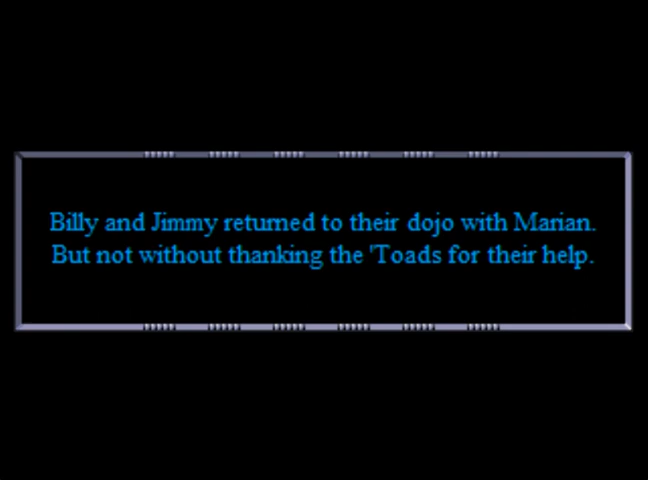 Billy and Jimmy returned to their dojo with Marian.
But not without thanking the 'Toads for their help.